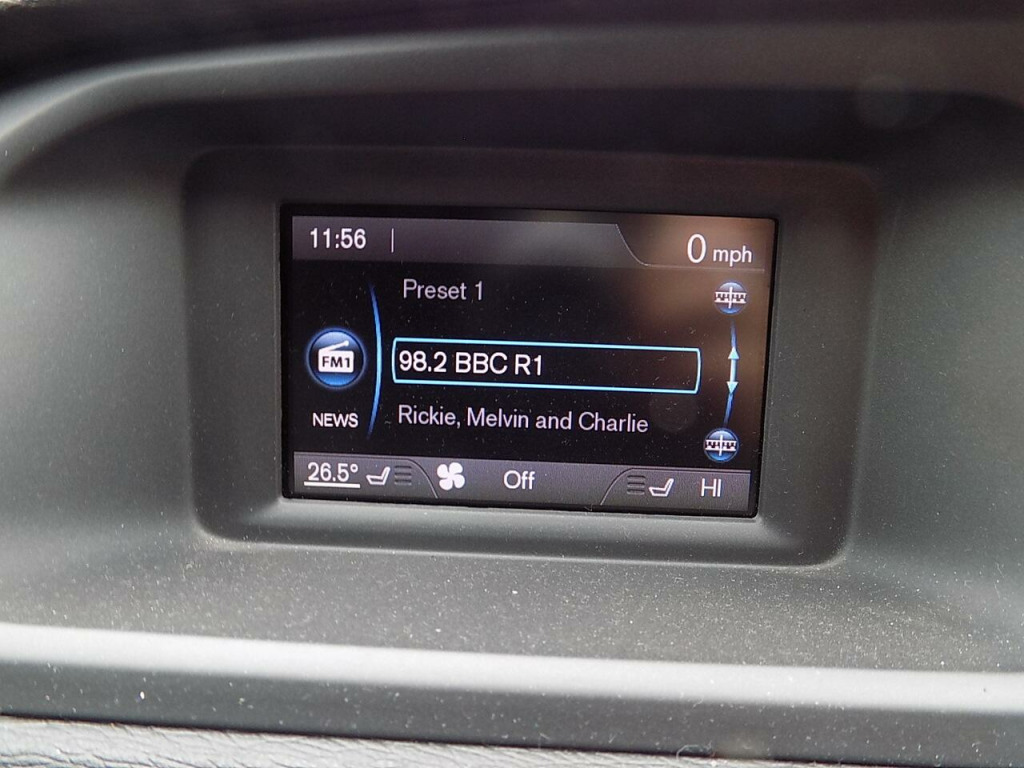 11:56
0 mph
Preset 1
FM1
98.2 BBC R1
NEWS
Rickie, Melvin and Charlie
26.5° Off HI